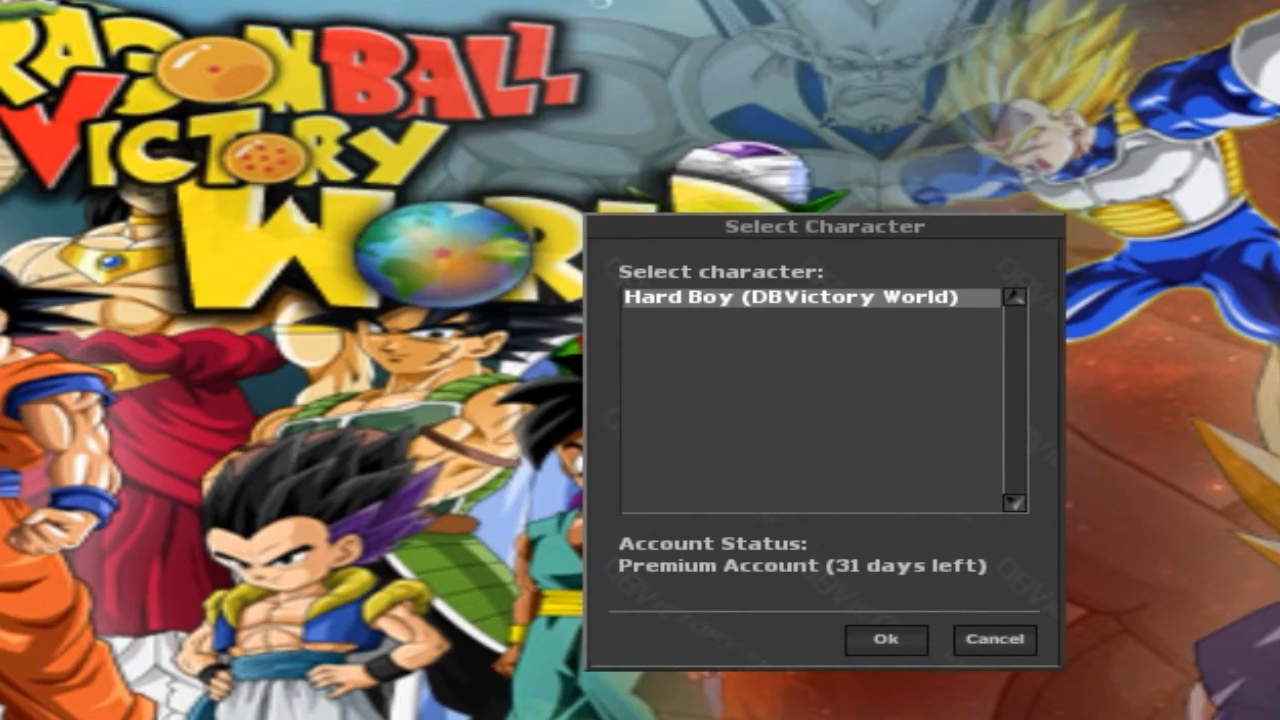 DRAGON BALL
VICTORY
WORLD
Select Character
Select character:
Hard Boy (DBVictory World)
Account Status:
Premium Account (31 days left)
Ok
Cancel